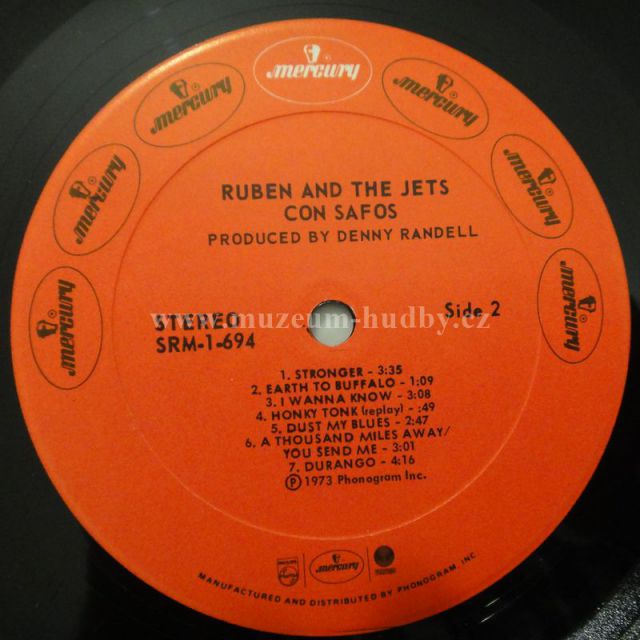 mercury
mercury
mercury
mercury
mercury
mercury
mercury
RUBEN AND THE JETS
CON SAFOS
PRODUCED BY DENNY RANDELL
STEREO
SRM-1-694
Side 2
www.muzeum-hudby.cz
1. STRONGER - 3:35
2. EARTH TO BUFFALO - 1:09
3. I WANNA KNOW - 3:08
4. HONKY TONK (replay) - :49
5. DUST MY BLUES - 2:47
6. A THOUSAND MILES AWAY/
YOU SEND ME - 3:01
7. DURANGO - 4:16
Ⓟ 1973 Phonogram Inc.
PHILIPS
mercury
MANUFACTURED AND DISTRIBUTED BY PHONOGRAM, INC